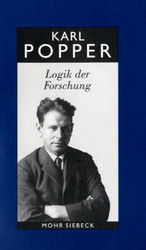 KARL
POPPER
Logik der
Forschung
MOHR SIEBECK